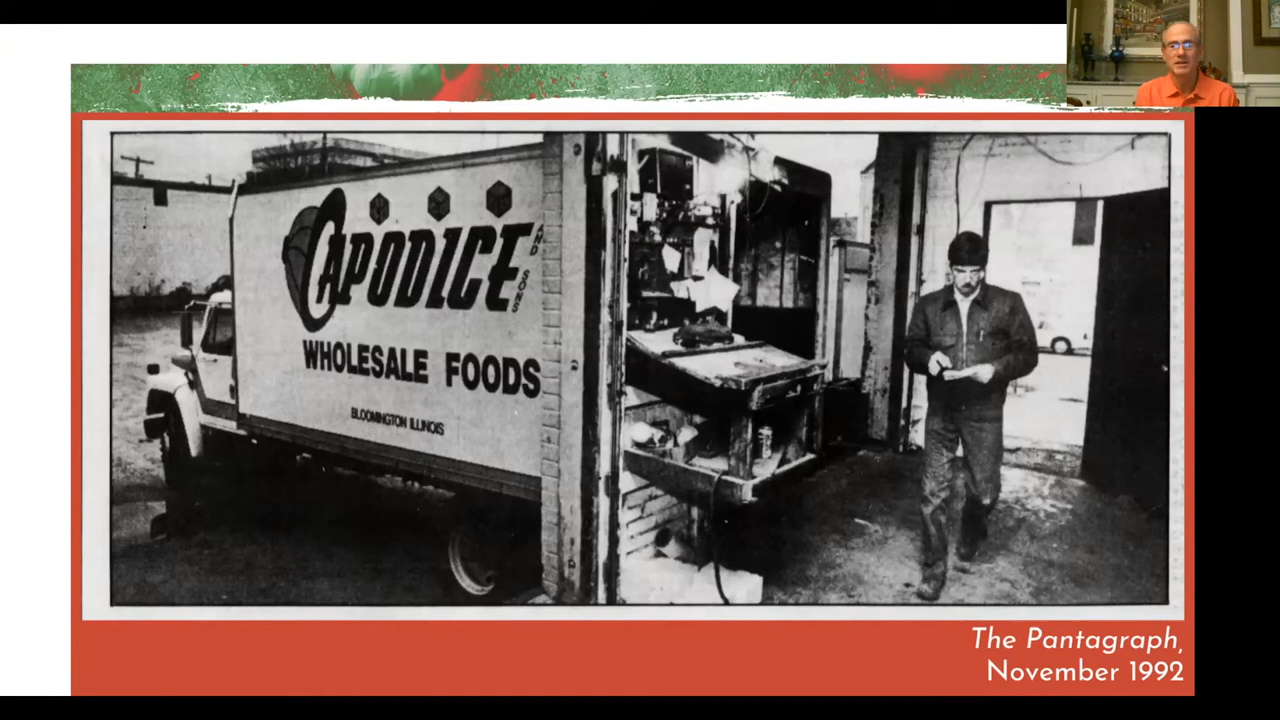 CAPODICE
AND SONS
WHOLESALE FOODS
BLOOMINGTON ILLINOIS
The Pantagraph,
November 1992